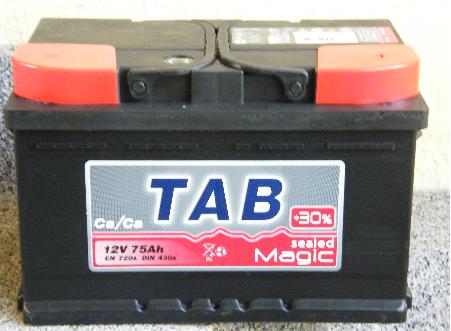 TAB
Ca/Ca
+30%
12V 75Ah
sealed
EN 720A DIN 430A
Magic